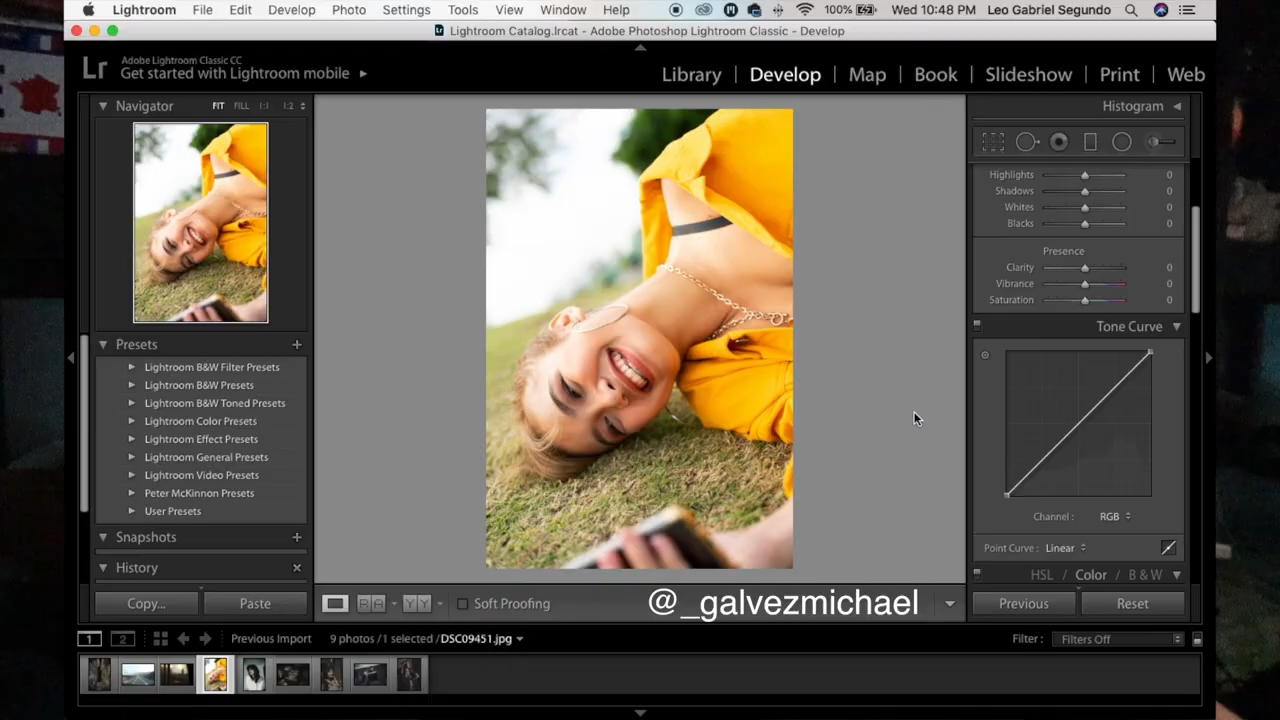 Lightroom File Edit Develop Photo Settings Tools View Window Help 100% Wed 10:48 PM Leo Gabriel Segundo
Lightroom Catalog.lrcat - Adobe Photoshop Lightroom Classic - Develop
Lr Adobe Lightroom Classic CC
Get started with Lightroom mobile
Library | Develop | Map | Book | Slideshow | Print | Web
Navigator FIT FILL 1:1 1:2
Histogram
Highlights 0
Shadows 0
Whites 0
Blacks 0
Presence
Clarity 0
Vibrance 0
Saturation 0
Tone Curve
Presets +
Lightroom B&W Filter Presets
Lightroom B&W Presets
Lightroom B&W Toned Presets
Lightroom Color Presets
Lightroom Effect Presets
Lightroom General Presets
Lightroom Video Presets
Peter McKinnon Presets
User Presets
Channel : RGB
Snapshots +
Point Curve : Linear
History ×
HSL / Color / B & W
Copy... Paste
RA YY Soft Proofing
@_galvezmichael
Previous Reset
1 2 Previous Import 9 photos /1 selected /DSC09451.jpg Filter : Filters Off